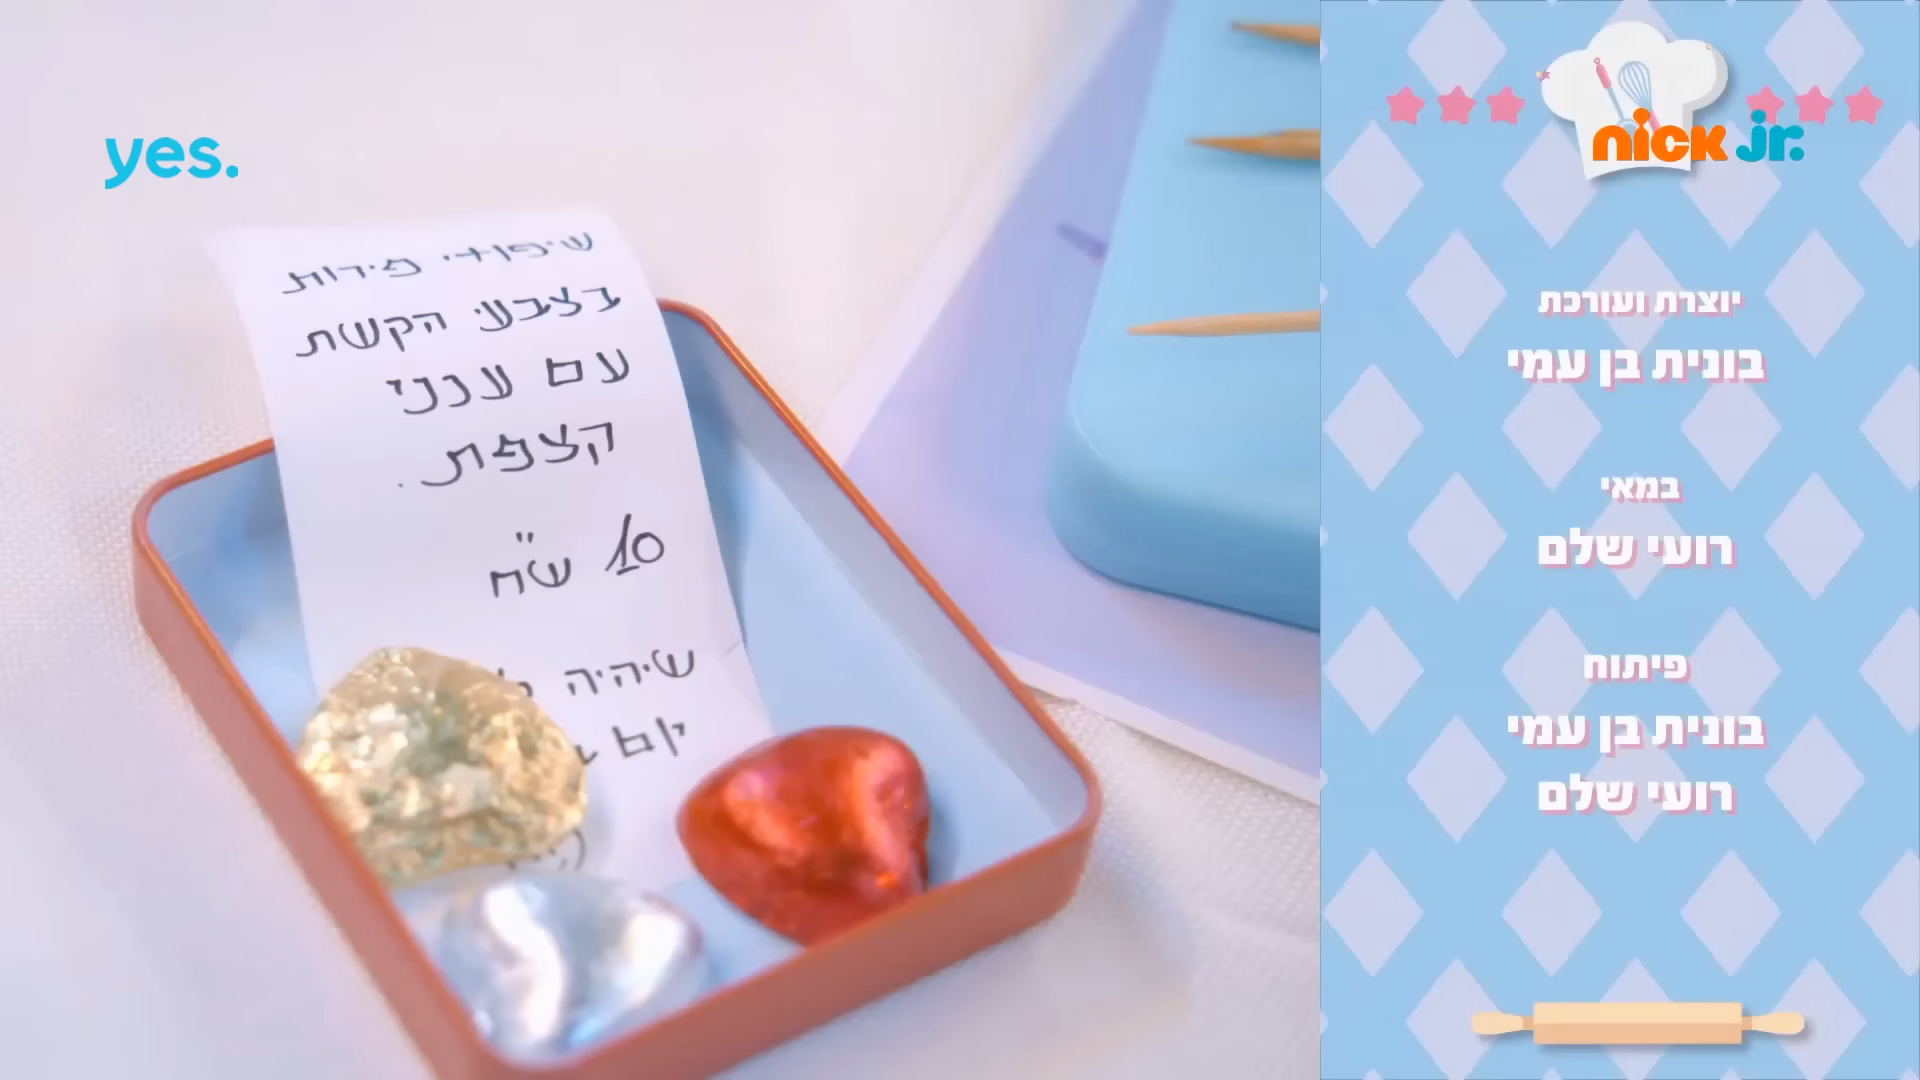 yes.
שיפודי פירות
בצבעי הקשת
עם ענני
קצפת.
10 ש"ח
שיהיה
nick jr.
יוצרת ועורכת
בונית בן עמי
במאי
רועי שלם
פיתוח
בונית בן עמי
רועי שלם